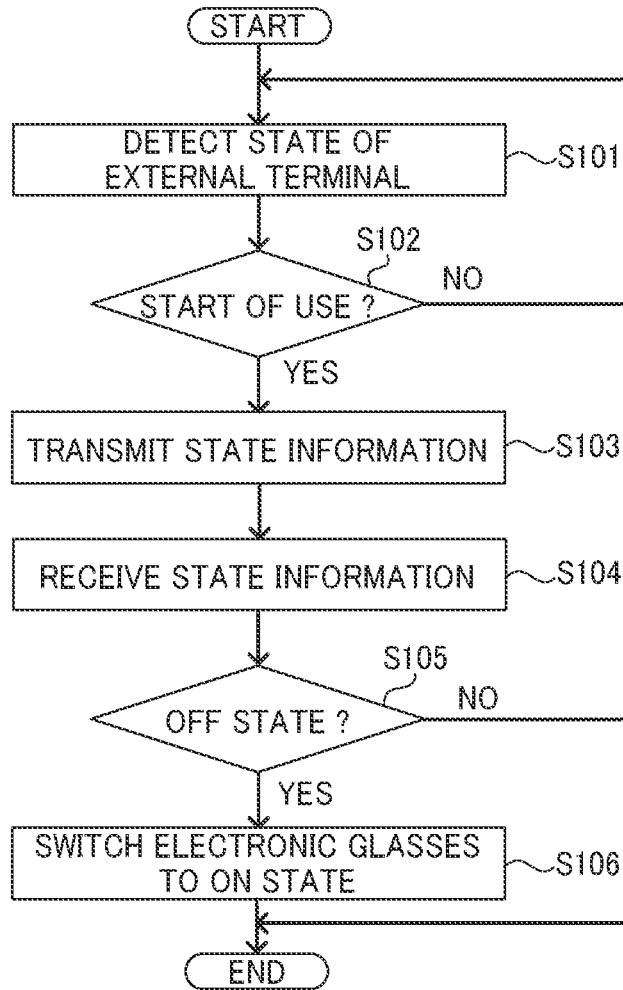 START
DETECT STATE OF
EXTERNAL TERMINAL
S101
S102
START OF USE ?
NO
YES
TRANSMIT STATE INFORMATION
S103
RECEIVE STATE INFORMATION
S104
S105
OFF STATE ?
NO
YES
SWITCH ELECTRONIC GLASSES
TO ON STATE
S106
END